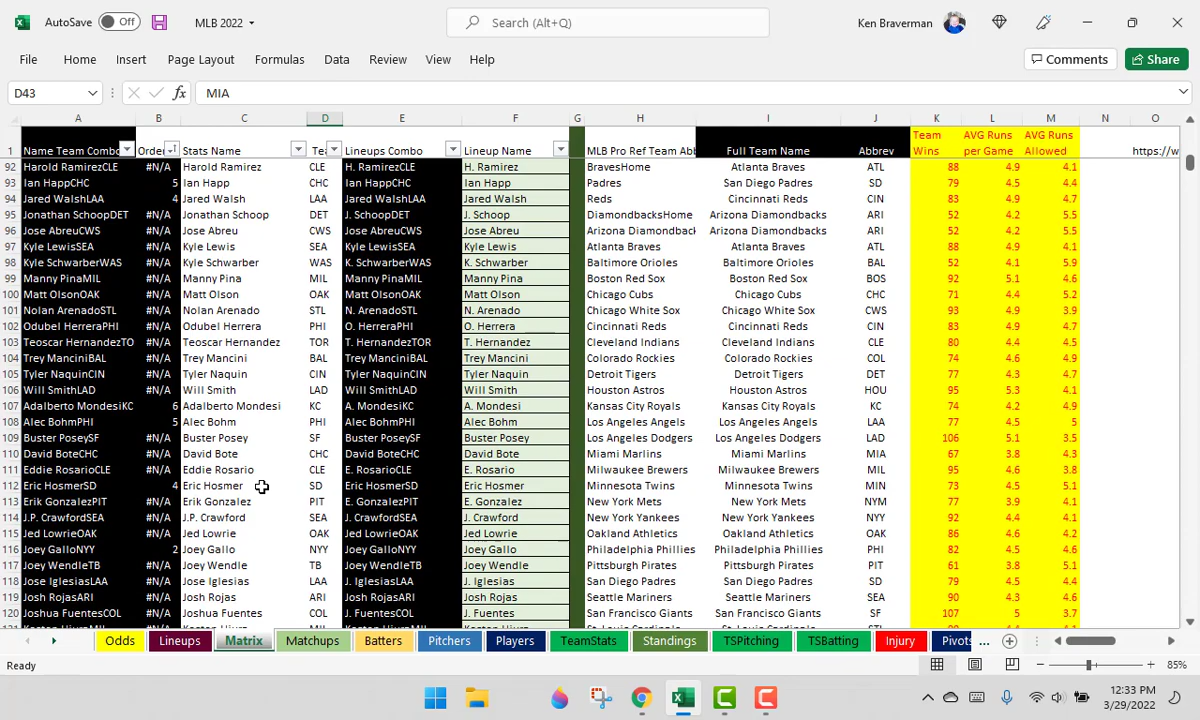 AutoSave Off MLB 2022 Search (Alt+Q) Ken Braverman
File Home Insert Draw Page Layout Formulas Data Review View Help Comments Share
D43 fx MIA
A B C D E F G H I J K L M N O
1 Name Team Combo Order Stats Name Tea Lineups Combo Lineup Name MLB Pro Ref Team Abb Full Team Name Abbrev Team Wins AVG Runs per Game AVG Runs Allowed https://w
92 Harold RamirezCLE #N/A Harold Ramirez CLE H. RamirezCLE H. Ramirez BravesHome Atlanta Braves ATL 88 4.9 4.1
93 Ian HappCHC 5 Ian Happ CHC Ian HappCHC Ian Happ Padres San Diego Padres SD 79 4.5 4.4
94 Jared WalshLAA 4 Jared Walsh LAA Jared WalshLAA Jared Walsh Reds Cincinnati Reds CIN 83 4.9 4.7
95 Jonathan SchoopDET #N/A Jonathan Schoop DET J. SchoopDET J. Schoop DiamondbacksHome Arizona Diamondbacks ARI 52 4.2 5.5
96 Jose AbreuCWS #N/A Jose Abreu CWS Jose AbreuCWS Jose Abreu Arizona Diamondback Arizona Diamondbacks ARI 52 4.2 5.5
97 Kyle LewisSEA #N/A Kyle Lewis SEA Kyle LewisSEA Kyle Lewis Atlanta Braves Atlanta Braves ATL 88 4.9 4.1
98 Kyle SchwarberWAS #N/A Kyle Schwarber WAS K. SchwarberWAS K. Schwarber Baltimore Orioles Baltimore Orioles BAL 52 4.1 5.9
99 Manny PinaMIL #N/A Manny Pina MIL Manny PinaMIL Manny Pina Boston Red Sox Boston Red Sox BOS 92 5.1 4.6
100 Matt OlsonOAK #N/A Matt Olson OAK Matt OlsonOAK Matt Olson Chicago Cubs Chicago Cubs CHC 71 4.4 5.2
101 Nolan ArenadoSTL #N/A Nolan Arenado STL N. ArenadoSTL N. Arenado Chicago White Sox Chicago White Sox CWS 93 4.9 3.9
102 Odubel HerreraPHI #N/A Odubel Herrera PHI O. HerreraPHI O. Herrera Cincinnati Reds Cincinnati Reds CIN 83 4.9 4.7
103 Teoscar HernandezTO #N/A Teoscar Hernandez TOR T. HernandezTOR T. Hernandez Cleveland Indians Cleveland Indians CLE 80 4.4 4.5
104 Trey ManciniBAL #N/A Trey Mancini BAL Trey ManciniBAL Trey Mancini Colorado Rockies Colorado Rockies COL 74 4.6 4.9
105 Tyler NaquinCIN #N/A Tyler Naquin CIN Tyler NaquinCIN Tyler Naquin Detroit Tigers Detroit Tigers DET 77 4.3 4.7
106 Will SmithLAD #N/A Will Smith LAD Will SmithLAD Will Smith Houston Astros Houston Astros HOU 95 5.3 4.1
107 Adalberto MondesiKC 6 Adalberto Mondesi KC A. MondesiKC A. Mondesi Kansas City Royals Kansas City Royals KC 74 4.2 4.9
108 Alec BohmPHI 5 Alec Bohm PHI Alec BohmPHI Alec Bohm Los Angeles Angels Los Angeles Angels LAA 77 4.5 5
109 Buster PoseySF #N/A Buster Posey SF Buster PoseySF Buster Posey Los Angeles Dodgers Los Angeles Dodgers LAD 106 5.1 3.5
110 David BoteCHC #N/A David Bote CHC David BoteCHC David Bote Miami Marlins Miami Marlins MIA 67 3.8 4.3
111 Eddie RosarioCLE #N/A Eddie Rosario CLE E. RosarioCLE E. Rosario Milwaukee Brewers Milwaukee Brewers MIL 95 4.6 3.8
112 Eric HosmerSD 4 Eric Hosmer SD Eric HosmerSD Eric Hosmer Minnesota Twins Minnesota Twins MIN 73 4.5 5.1
113 Erik GonzalezPIT #N/A Erik Gonzalez PIT E. GonzalezPIT E. Gonzalez New York Mets New York Mets NYM 77 3.9 4.1
114 J.P. CrawfordSEA #N/A J.P. Crawford SEA J. CrawfordSEA J. Crawford New York Yankees New York Yankees NYY 92 4.4 4.1
115 Jed LowrieOAK #N/A Jed Lowrie OAK Jed LowrieOAK Jed Lowrie Oakland Athletics Oakland Athletics OAK 86 4.6 4.2
116 Joey GalloNYY 2 Joey Gallo NYY Joey GalloNYY Joey Gallo Philadelphia Phillies Philadelphia Phillies PHI 82 4.5 4.6
117 Joey WendleTB #N/A Joey Wendle TB Joey WendleTB Joey Wendle Pittsburgh Pirates Pittsburgh Pirates PIT 61 3.8 5.1
118 Jose IglesiasLAA #N/A Jose Iglesias LAA J. IglesiasLAA J. Iglesias San Diego Padres San Diego Padres SD 79 4.5 4.4
119 Josh RojasARI #N/A Josh Rojas ARI Josh RojasARI Josh Rojas Seattle Mariners Seattle Mariners SEA 90 4.3 4.6
120 Joshua FuentesCOL #N/A Joshua Fuentes COL J. FuentesCOL J. Fuentes San Francisco Giants San Francisco Giants SF 107 5 3.7
Odds Lineups Matrix Matchups Batters Pitchers Players TeamStats Standings TSPitching TSBatting Injury Pivots ...
Ready 85%
12:33 PM
3/29/2022